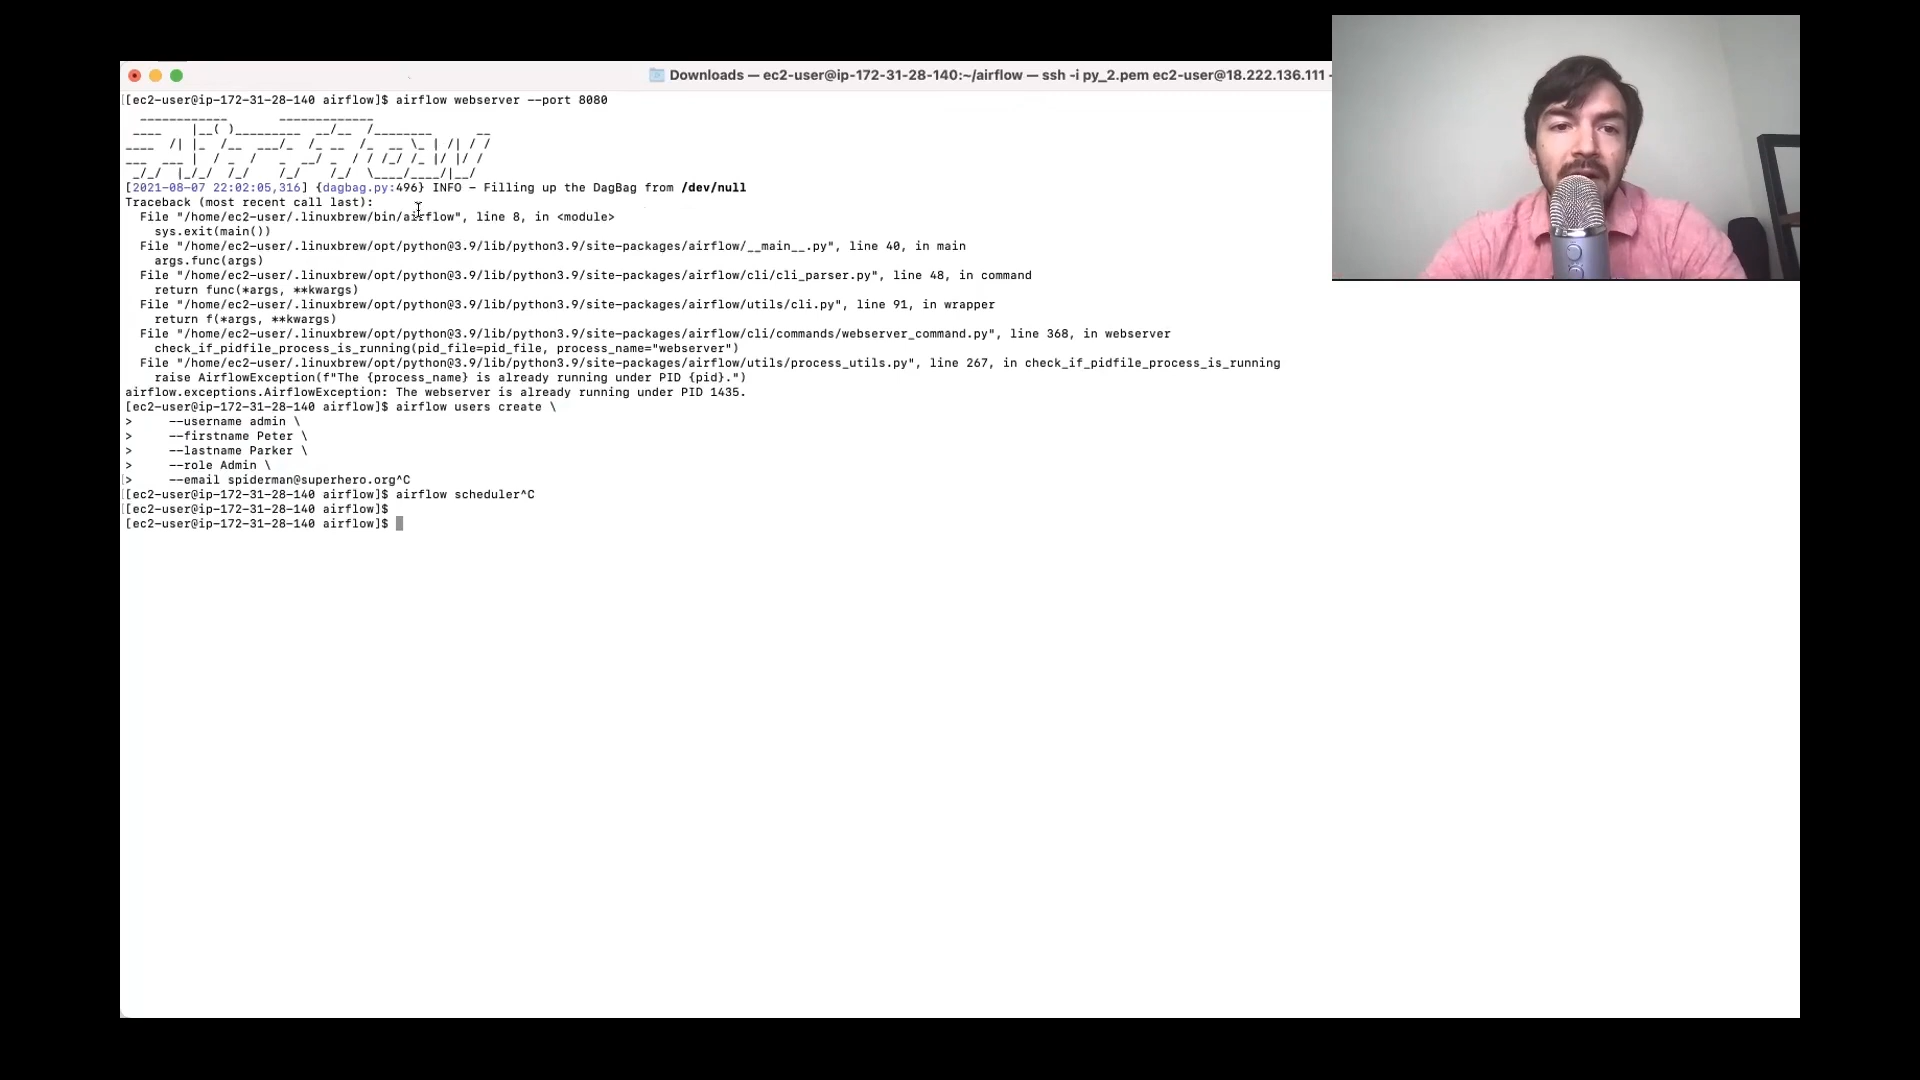 Downloads — ec2-user@ip-172-31-28-140:~/airflow — ssh -i py_2.pem ec2-user@18.222.136.111
[[ec2-user@ip-172-31-28-140 airflow]$ airflow webserver --port 8080
[2021-08-07 22:02:05,316] {dagbag.py:496} INFO - Filling up the DagBag from /dev/null
Traceback (most recent call last):
File "/home/ec2-user/.linuxbrew/bin/airflow", line 8, in <module>
sys.exit(main())
File "/home/ec2-user/.linuxbrew/opt/python@3.9/lib/python3.9/site-packages/airflow/__main__.py", line 40, in main
args.func(args)
File "/home/ec2-user/.linuxbrew/opt/python@3.9/lib/python3.9/site-packages/airflow/cli/cli_parser.py", line 48, in command
return func(*args, **kwargs)
File "/home/ec2-user/.linuxbrew/opt/python@3.9/lib/python3.9/site-packages/airflow/utils/cli.py", line 91, in wrapper
return f(*args, **kwargs)
File "/home/ec2-user/.linuxbrew/opt/python@3.9/lib/python3.9/site-packages/airflow/cli/commands/webserver_command.py", line 368, in webserver
check_if_pidfile_process_is_running(pid_file=pid_file, process_name="webserver")
File "/home/ec2-user/.linuxbrew/opt/python@3.9/lib/python3.9/site-packages/airflow/utils/process_utils.py", line 267, in check_if_pidfile_process_is_running
raise AirflowException(f"The {process_name} is already running under PID {pid}.")
airflow.exceptions.AirflowException: The webserver is already running under PID 1435.
[ec2-user@ip-172-31-28-140 airflow]$ airflow users create \
> --username admin \
> --firstname Peter \
> --lastname Parker \
> --role Admin \
[> --email spiderman@superhero.org^C
[[ec2-user@ip-172-31-28-140 airflow]$ airflow scheduler^C
[[ec2-user@ip-172-31-28-140 airflow]$
[ec2-user@ip-172-31-28-140 airflow]$